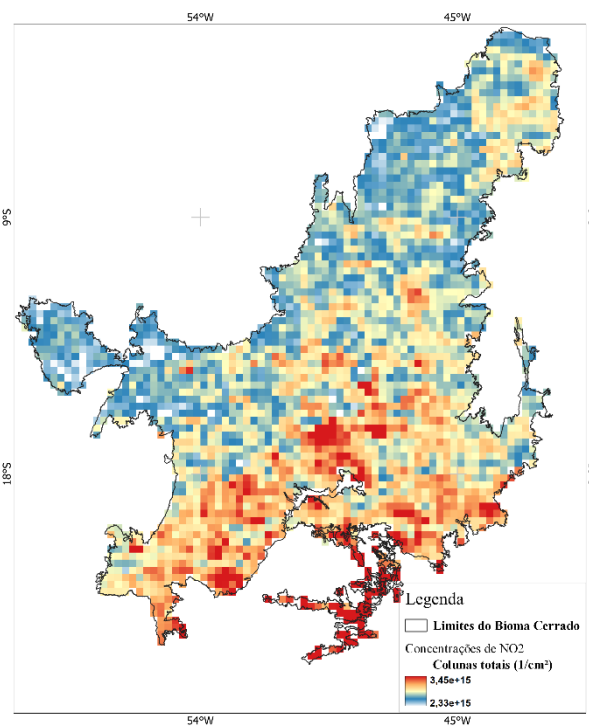 54°W 45°W
9°S
18°S
Legenda
Limites do Bioma Cerrado
Concentrações de NO2
Colunas totais (1/cm²)
3,45e+15
2,33e+15
54°W 45°W